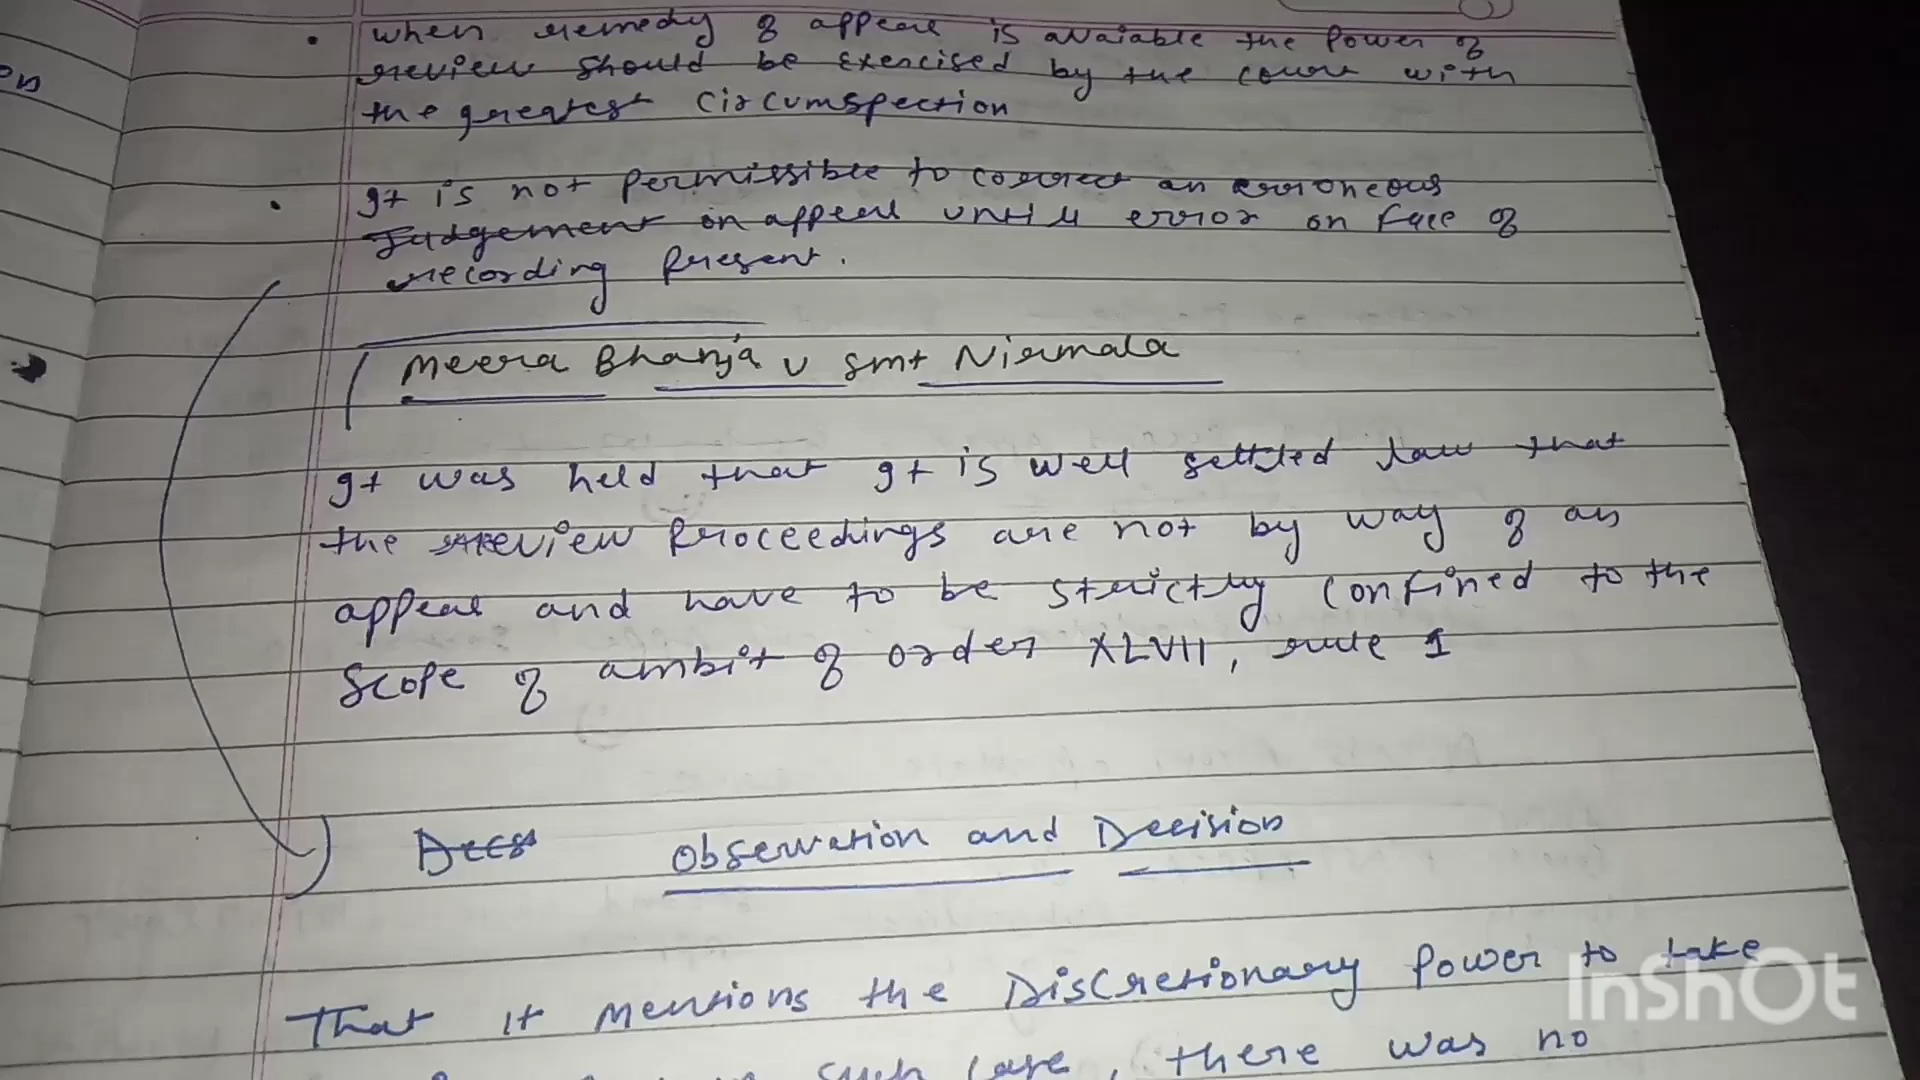 • when remedy of appeal is avaiable the power of
review should be exercised by the court with
the greatest circumspection
• It is not permissible to correct an erroneous
Judgement on appeal until error on face of
recording present.
Meera Bhanja v smt Nirmala
It was held that It is well settled law that
the review proceedings are not by way of an
appeal and have to be strictly confined to the
scope of ambit of order XLVII, rule 1
Observation and Decision
That it mentions the Discretionary power to take
such case, there was no
InShOt